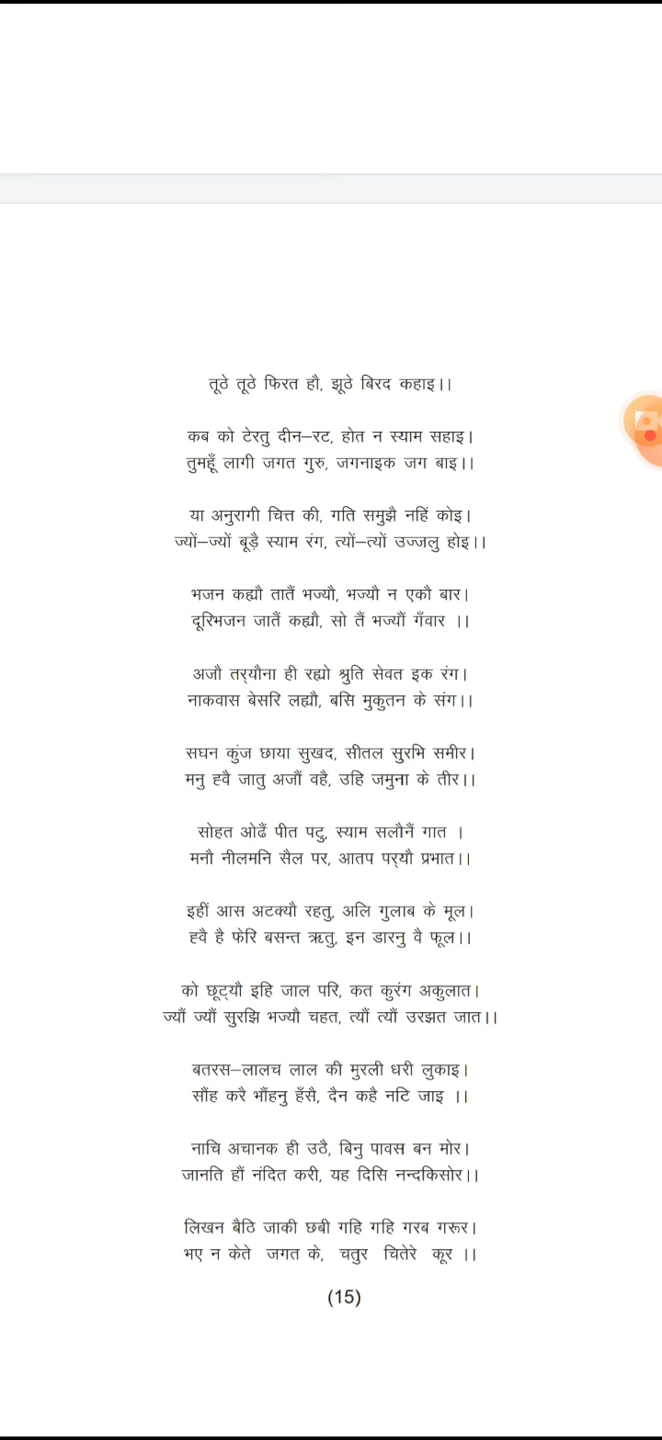 तूठे तूठे फिरत हौ, झूठे बिरद कहाइ।।
कब को टेरतु दीन–रट, होत न स्याम सहाइ।
तुमहूँ लागी जगत गुरु, जगनाइक जग बाइ।।
या अनुरागी चित्त की, गति समुझै नहिं कोइ।
ज्यों–ज्यों बूड़ै स्याम रंग, त्यों–त्यों उज्जलु होइ।।
भजन कह्यौ तातैं भज्यौ, भज्यौ न एकौ बार।
दूरिभजन जातैं कह्यौ, सो तैं भज्यौं गँवार ।।
अजौ तर्‌यौना ही रह्यो श्रुति सेवत इक रंग।
नाकवास बेसरि लह्यौ, बसि मुकुतन के संग।।
सघन कुंज छाया सुखद, सीतल सुरभि समीर।
मनु ह्वै जातु अजौं वहै, उहि जमुना के तीर।।
सोहत ओढैं पीत पटु, स्याम सलौनैं गात ।
मनौ नीलमनि सैल पर, आतप पर्‌यौ प्रभात।।
इहीं आस अटक्यौ रहतु, अलि गुलाब के मूल।
ह्वै है फेरि बसन्त ऋतु, इन डारनु वै फूल।।
को छूट्यौ इहि जाल परि, कत कुरंग अकुलात।
ज्यौं ज्यौं सुरझि भज्यौ चहत, त्यौं त्यौं उरझत जात।।
बतरस–लालच लाल की मुरली धरी लुकाइ।
सौंह करै भौंहनु हँसै, दैन कहै नटि जाइ ।।
नाचि अचानक ही उठै, बिनु पावस बन मोर।
जानति हौं नंदित करी, यह दिसि नन्दकिसोर।।
लिखन बैठि जाकी छबी गहि गहि गरब गरूर।
भए न केते जगत के, चतुर चितेरे कूर ।।
(15)